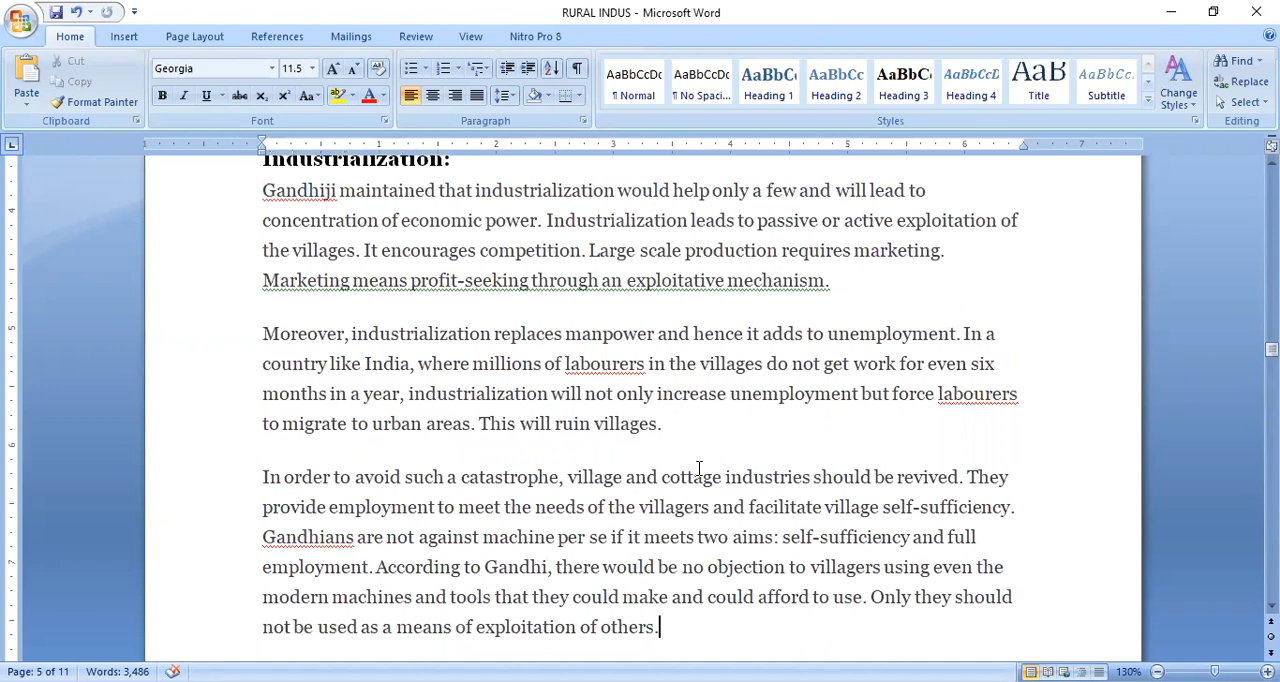 RURAL INDUS - Microsoft Word
Home Insert Page Layout References Mailings Review View Nitro Pro 8
Paste Cut Copy Format Painter Clipboard
Georgia 11.5 Font
Paragraph
AaBbCcDc ¶ Normal AaBbCcDc ¶ No Spaci... AaBbC Heading 1 AaBbCc Heading 2 AaBbCc Heading 3 AaBbCcD Heading 4 AaB Title AaBbCc. Subtitle Change Styles Styles
Find Replace Select Editing
1 1 2 3 4 5 6 7
Industrialization:
Gandhiji maintained that industrialization would help only a few and will lead to
concentration of economic power. Industrialization leads to passive or active exploitation of
the villages. It encourages competition. Large scale production requires marketing.
Marketing means profit-seeking through an exploitative mechanism.
Moreover, industrialization replaces manpower and hence it adds to unemployment. In a
country like India, where millions of labourers in the villages do not get work for even six
months in a year, industrialization will not only increase unemployment but force labourers
to migrate to urban areas. This will ruin villages.
In order to avoid such a catastrophe, village and cottage industries should be revived. They
provide employment to meet the needs of the villagers and facilitate village self-sufficiency.
Gandhians are not against machine per se if it meets two aims: self-sufficiency and full
employment. According to Gandhi, there would be no objection to villagers using even the
modern machines and tools that they could make and could afford to use. Only they should
not be used as a means of exploitation of others.
Page: 5 of 11 Words: 3,486 130%